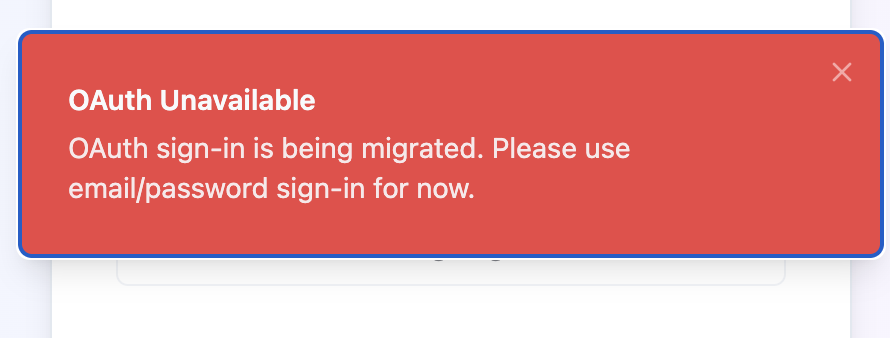 OAuth Unavailable
OAuth sign-in is being migrated. Please use
email/password sign-in for now.